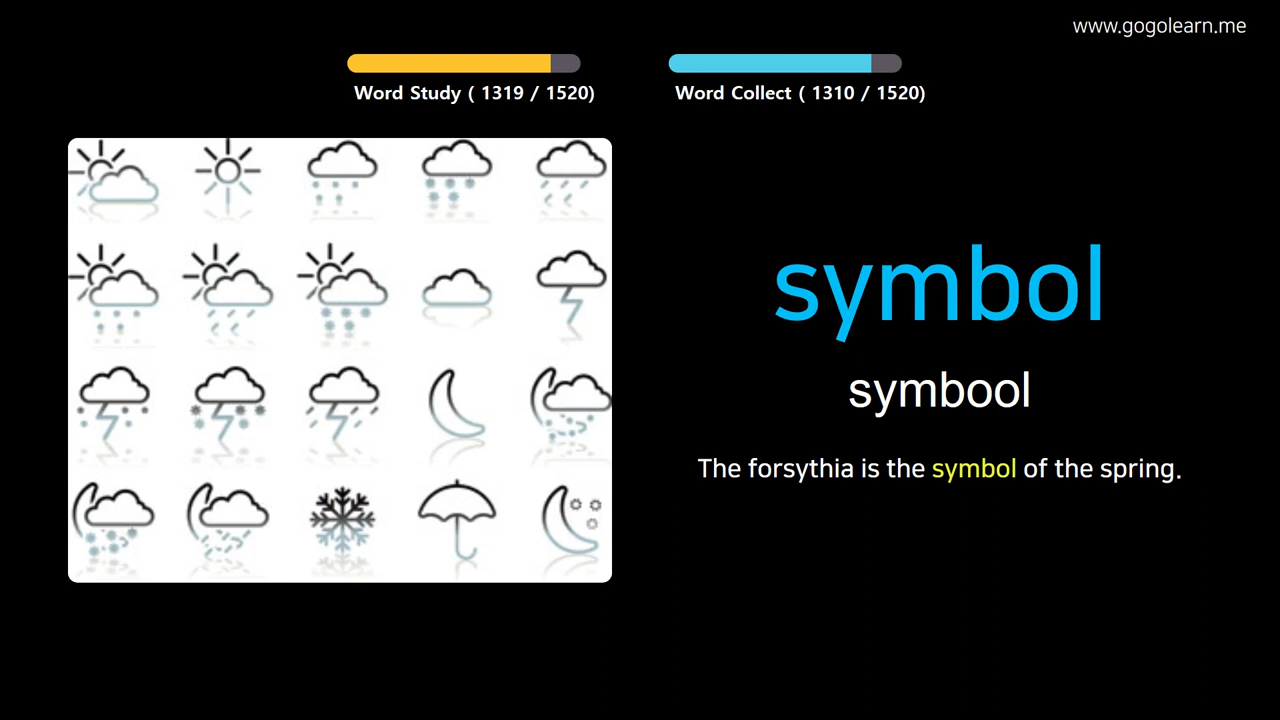 www.gogolearn.me
Word Study ( 1319 / 1520)
Word Collect ( 1310 / 1520)
symbol
symbool
The forsythia is the symbol of the spring.